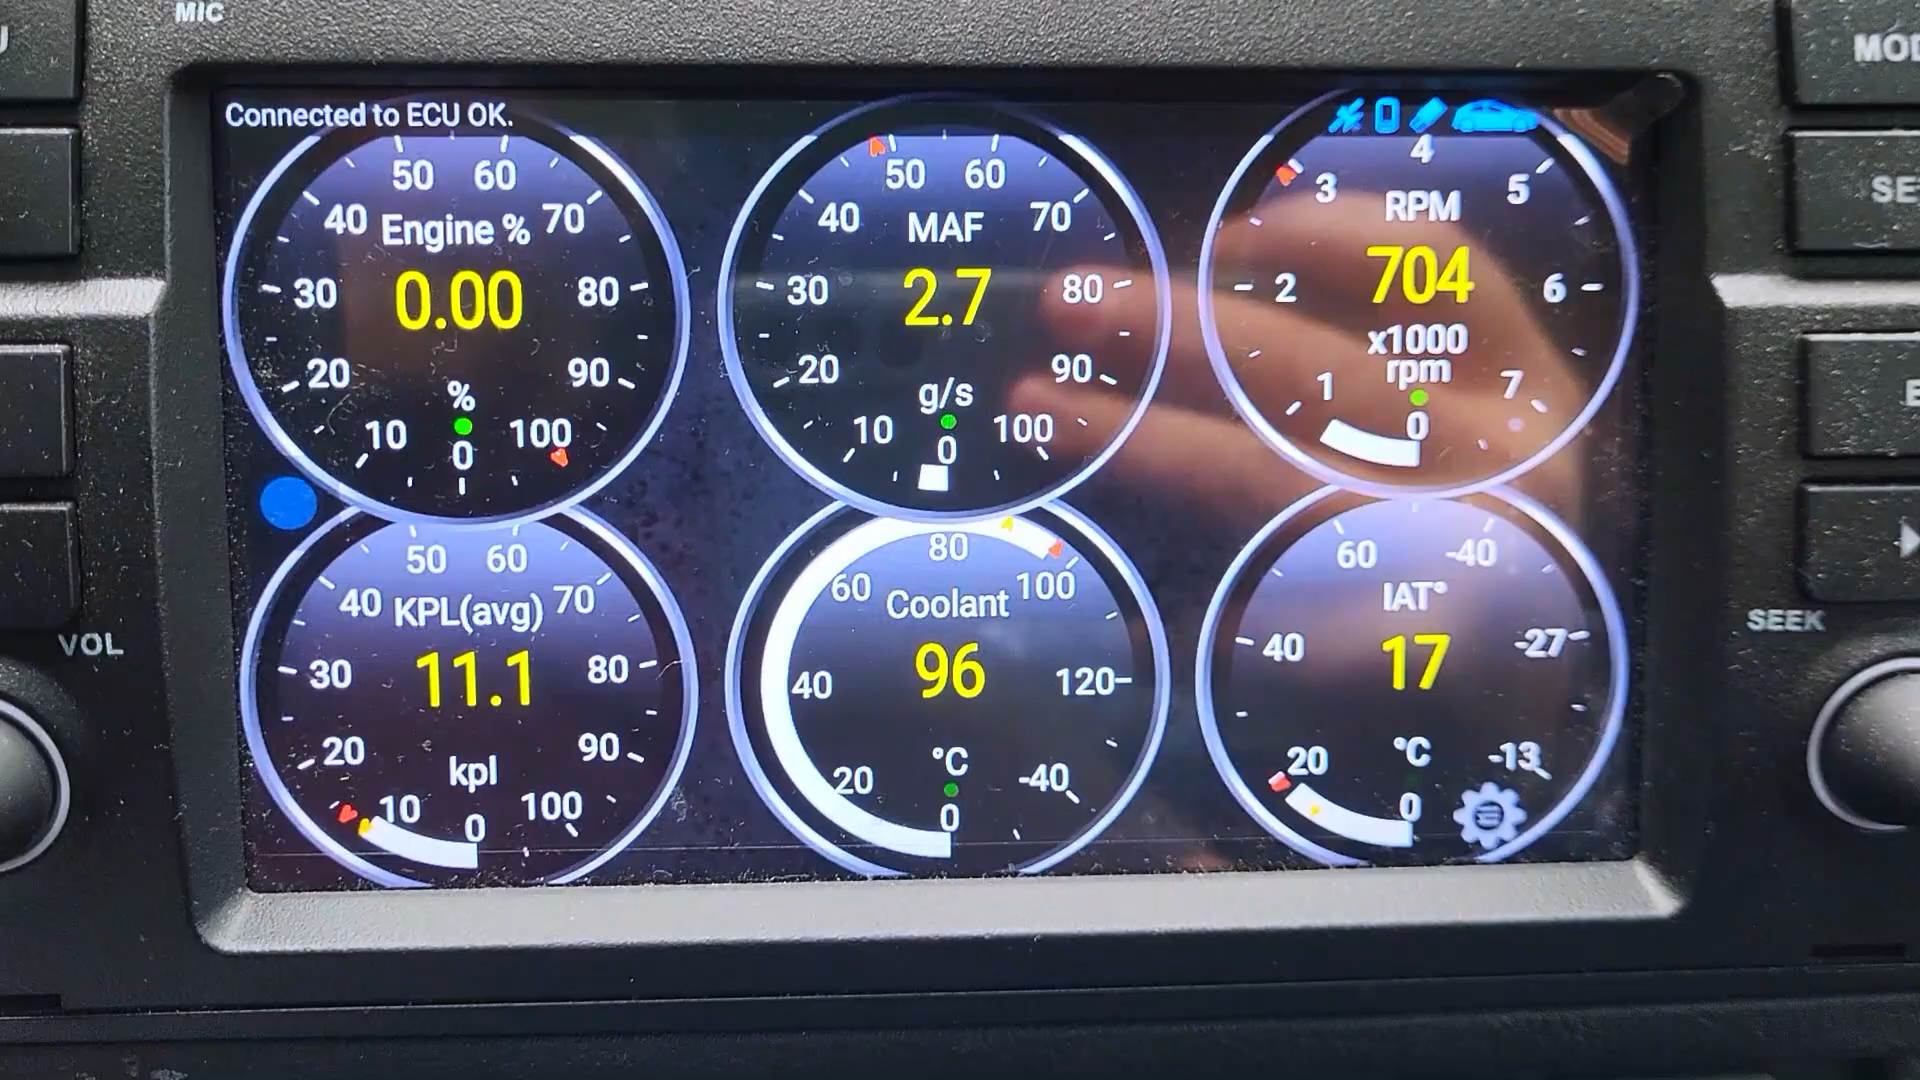 MIC
MOD
Connected to ECU OK.
50 60
40 Engine % 70
30 0.00 80
20 90
%
10 100
0
50 60
40 MAF 70
30 2.7 80
20 90
g/s
10 100
0
4
3 RPM 5
2 704 6
x1000
rpm
1 7
0
50 60
40 KPL(avg) 70
30 11.1 80
20 90
kpl
10 100
0
80
60 100
Coolant
40 96 120
°C
20 -40
0
60 -40
IAT°
40 17 -27
°C
20 -13
0
VOL
SEEK